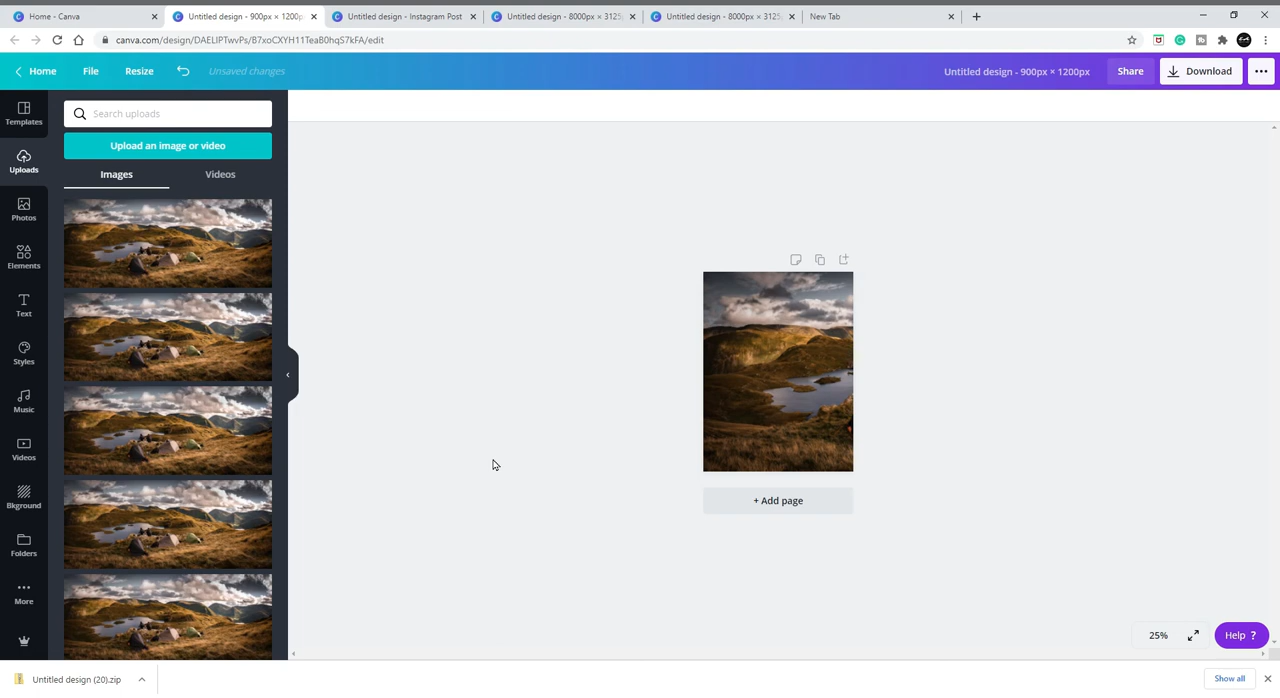 Home - Canva
Untitled design - 900px × 1200p
Untitled design - Instagram Post
Untitled design - 8000px × 3125
Untitled design - 8000px × 3125
New Tab
canva.com/design/DAELIPTwvPs/B7xoCXYH11TeaB0hqS7kFA/edit
Home
File
Resize
Unsaved changes
Untitled design - 900px × 1200px
Share
Download
Templates
Uploads
Photos
Elements
Text
Styles
Music
Videos
Bkground
Folders
More
Search uploads
Upload an image or video
Images
Videos
+ Add page
25%
Help ?
Untitled design (20).zip
Show all